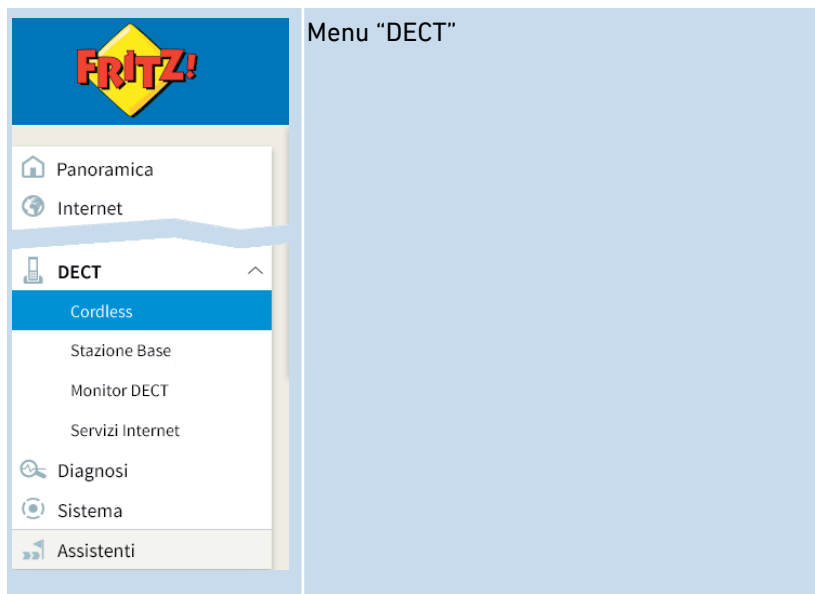 FRITZ!
Menu “DECT”
Panoramica
Internet
DECT
Cordless
Stazione Base
Monitor DECT
Servizi Internet
Diagnosi
Sistema
Assistenti